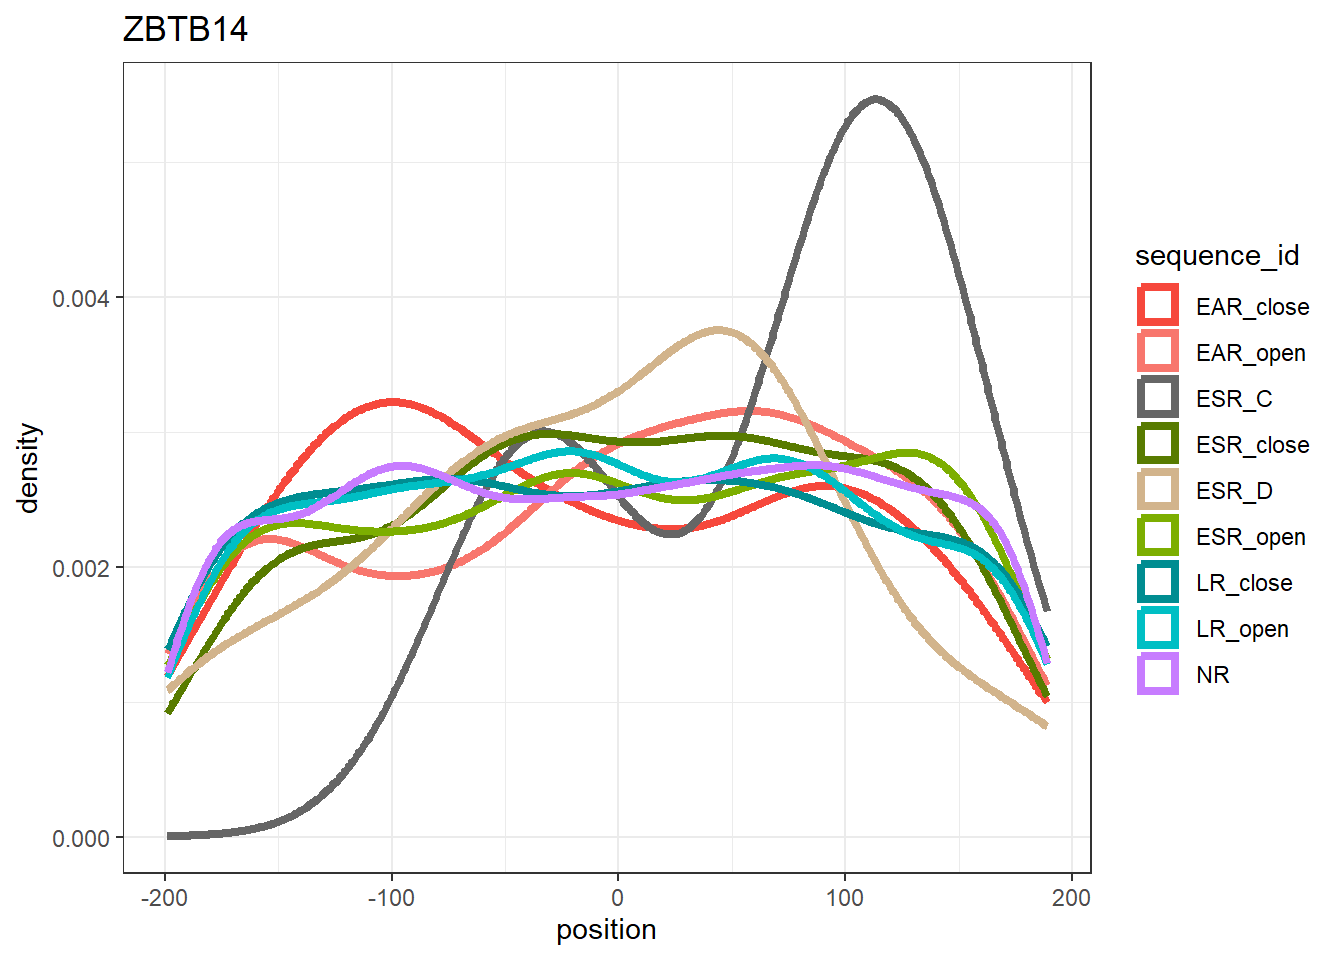 ZBTB14
density
0.004
0.002
0.000
-200
-100
0
100
200
position
sequence_id
EAR_close
EAR_open
ESR_C
ESR_close
ESR_D
ESR_open
LR_close
LR_open
NR